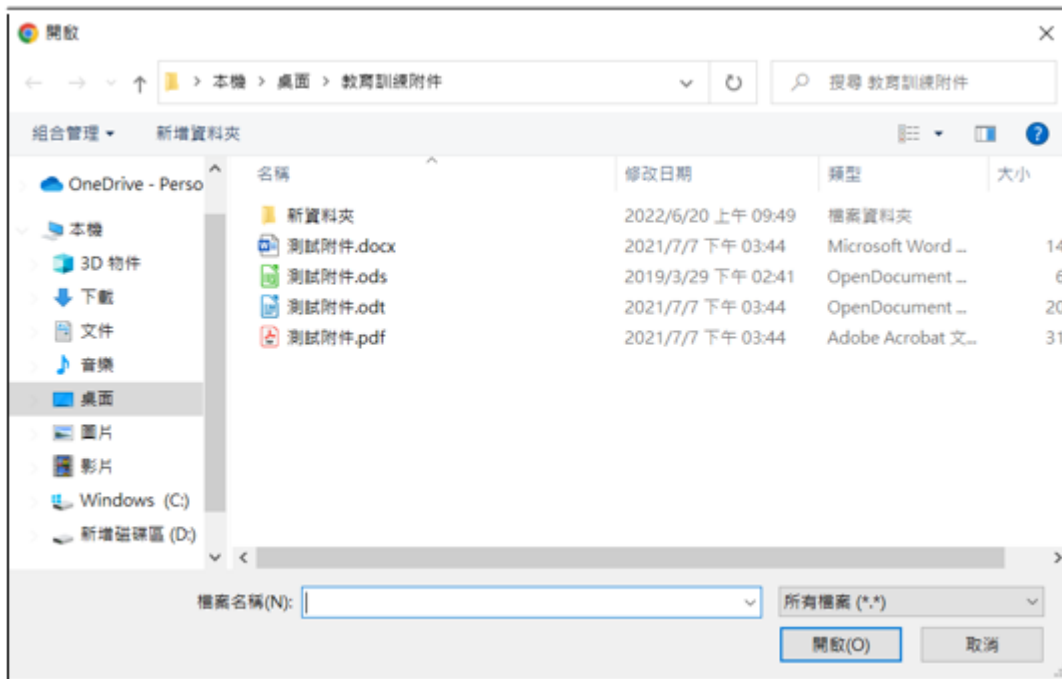 開啟
本機 > 桌面 > 教育訓練附件
搜尋 教育訓練附件
組合管理
新增資料夾
名稱 修改日期 類型 大小
OneDrive - Perso
本機
3D 物件
下載
文件
音樂
桌面
圖片
影片
Windows (C:)
新增磁碟區 (D:)
新資料夾 2022/6/20 上午 09:49 檔案資料夾
測試附件.docx 2021/7/7 下午 03:44 Microsoft Word ... 14
測試附件.ods 2019/3/29 下午 02:41 OpenDocument ... 6
測試附件.odt 2021/7/7 下午 03:44 OpenDocument ... 20
測試附件.pdf 2021/7/7 下午 03:44 Adobe Acrobat 文... 31
檔案名稱(N):
所有檔案 (*.*)
開啟(O) 取消